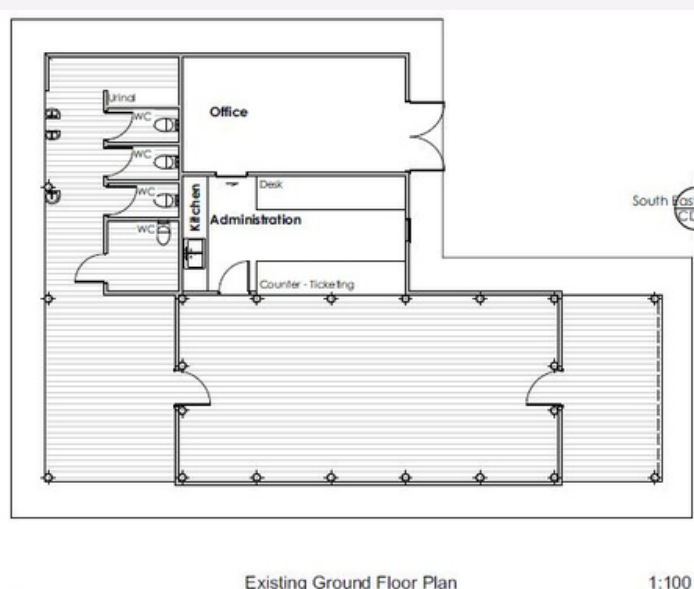 Urinal
WC
Office
WC
WC
Kitchen
Desk
Administration
WC
South East
Counter - Ticketing
Existing Ground Floor Plan
1:100